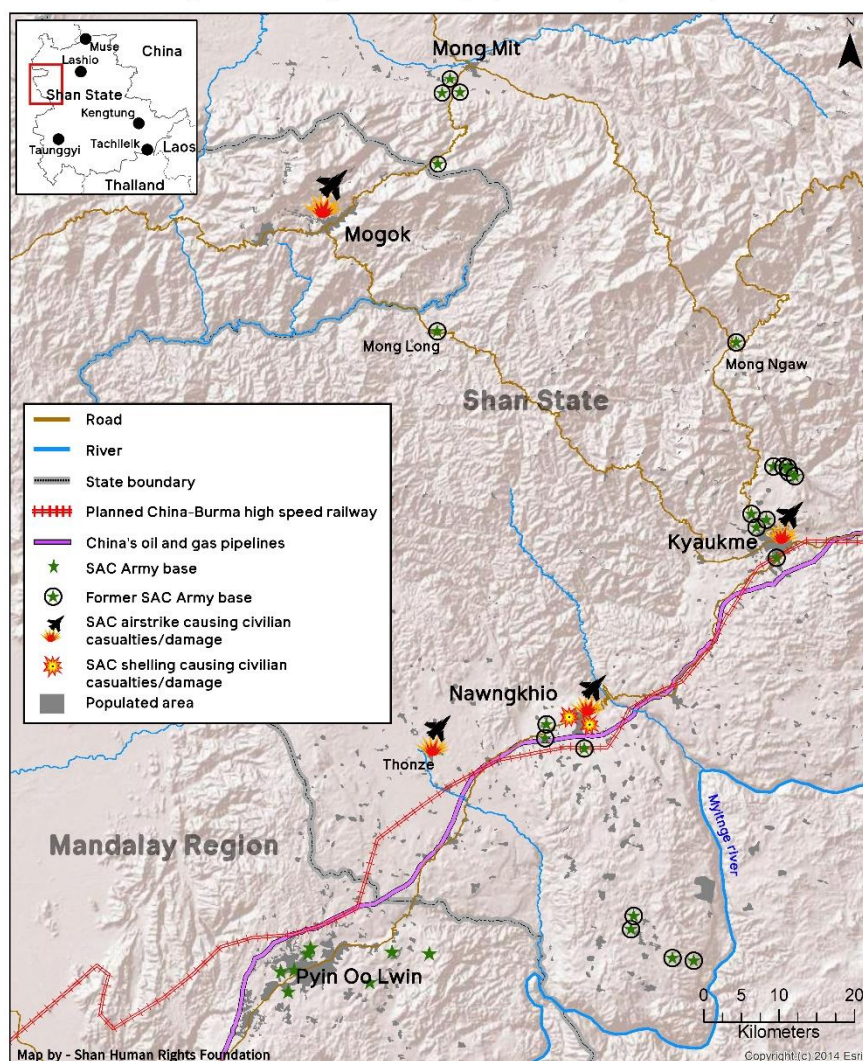 Muse
China
Lashio
Shan State
Kengtung
Taunggyi
Tachileik
Laos
Thailand
N
Mong Mit
Mogok
Mong Long
Mong Ngaw
Shan State
Road
River
State boundary
Planned China-Burma high speed railway
China's oil and gas pipelines
SAC Army base
Former SAC Army base
SAC airstrike causing civilian
casualties/damage
SAC shelling causing civilian
casualties/damage
Populated area
Kyaukme
Nawngkhio
Thonze
Myitnge river
Mandalay Region
Pyin Oo Lwin
0 5 10 20
Kilometers
Map by - Shan Human Rights Foundation
Copyright (c) 2014 Esri